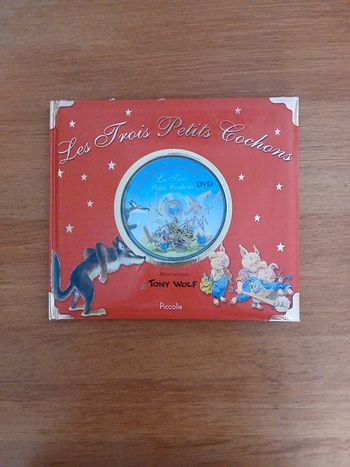 Les Trois Petits Cochons
Les Trois
Petits Cochons
DVD
Illustrations
TONY WOLF
Piccolia